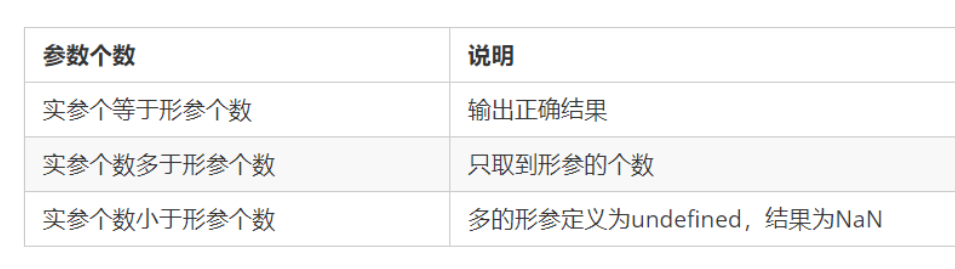 参数个数 说明
实参个等于形参个数 输出正确结果
实参个数多于形参个数 只取到形参的个数
实参个数小于形参个数 多的形参定义为undefined，结果为NaN